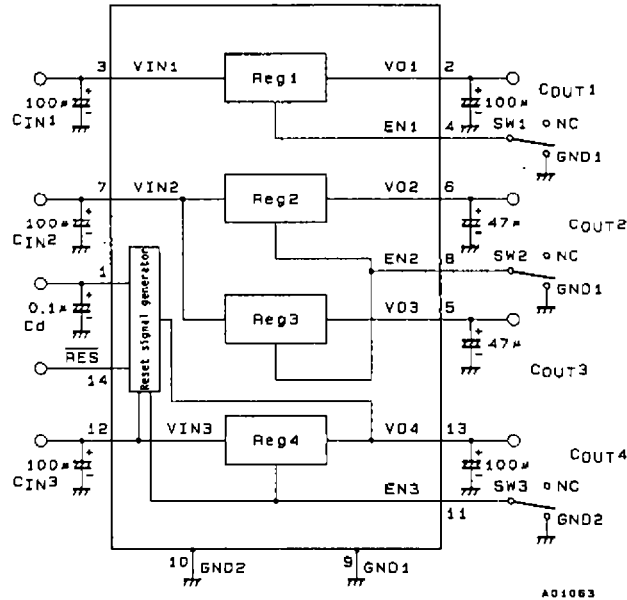 3 VIN1 Reg1 VO1 2
100μ CIN1 100μ COUT1
EN1 4 SW1 NC
GND1
7 VIN2 Reg2 VO2 6
100μ CIN2 47μ COUT2
EN2 8 SW2 NC
GND1
1
0.1μ Cd
Reset signal generator
Reg3 VO3 5
47μ COUT3
RES
14
12 VIN3 Reg4 VO4 13
100μ CIN3 100μ COUT4
EN3 11 SW3 NC
GND2
10 GND2 9 GND1
A01063